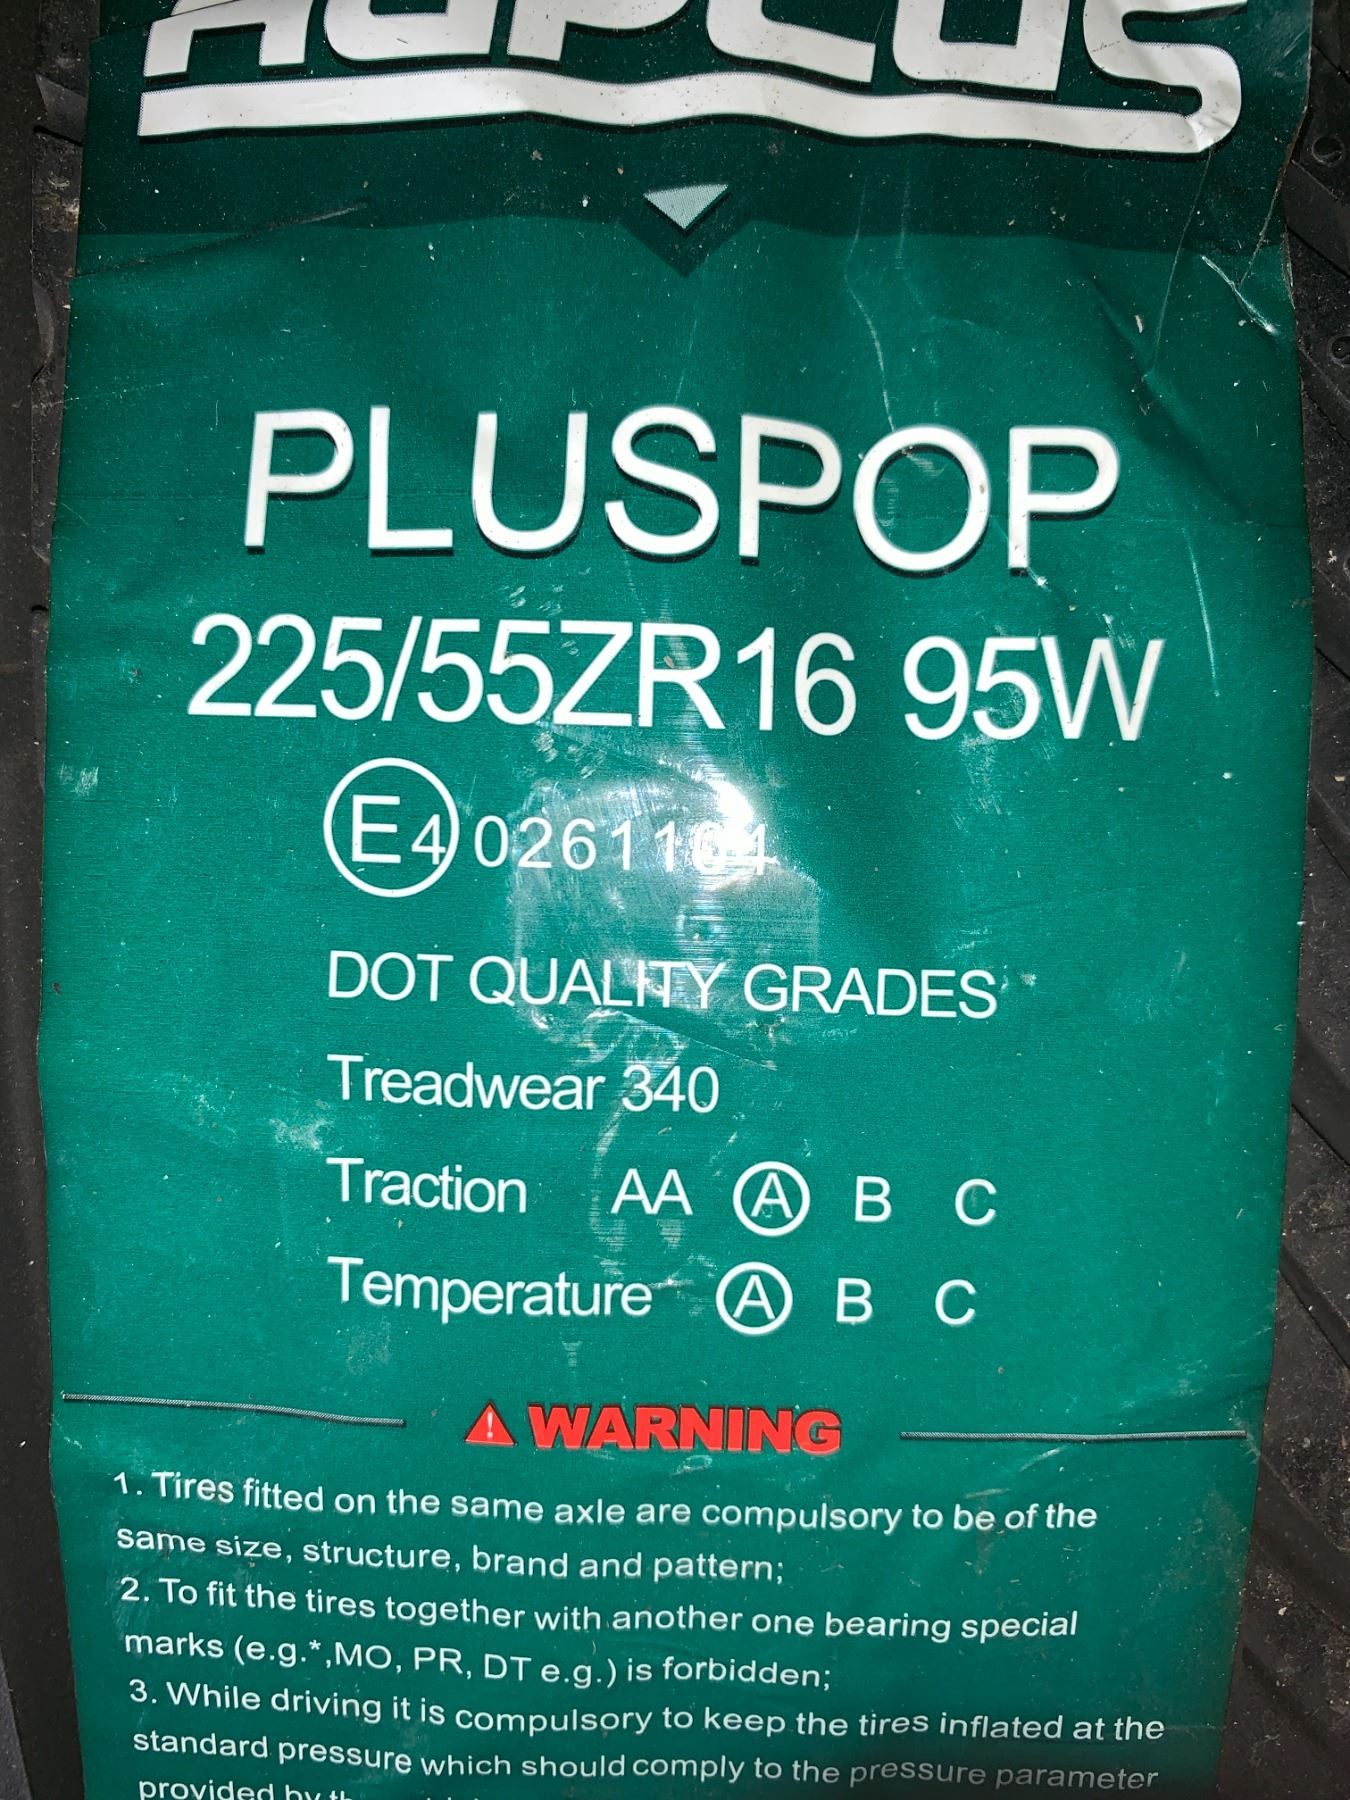 PLUSPOP
225/55ZR16 95W
E4 0261164
DOT QUALITY GRADES
Treadwear 340
Traction AA A B C
Temperature A B C
WARNING
1. Tires fitted on the same axle are compulsory to be of the
same size, structure, brand and pattern;
2. To fit the tires together with another one bearing special
marks (e.g.*,MO, PR, DT e.g.) is forbidden;
3. While driving it is compulsory to keep the tires inflated at the
standard pressure which should comply to the pressure parameter
provided by